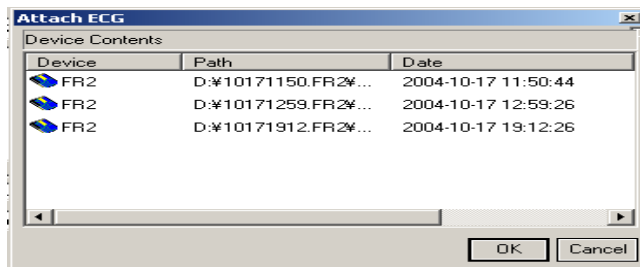 Attach ECG
Device Contents
Device Path Date
FR2 D:¥10171150.FR2¥... 2004-10-17 11:50:44
FR2 D:¥10171259.FR2¥... 2004-10-17 12:59:26
FR2 D:¥10171912.FR2¥... 2004-10-17 19:12:26
OK Cancel